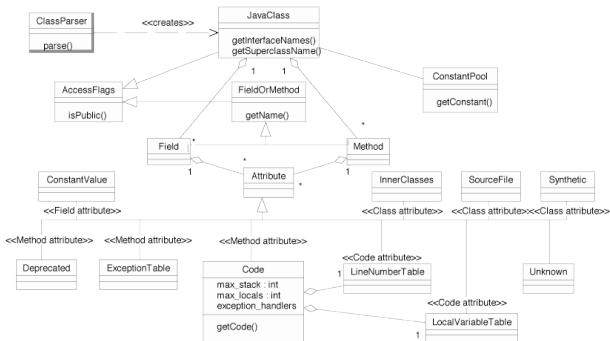 ClassParser
parse()
<<creates>>
JavaClass
getInterfaceNames()
getSuperclassName()
1
1
AccessFlags
isPublic()
FieldOrMethod
getName()
ConstantPool
getConstant()
*
*
Field
Method
1
*
Attribute
*
1
ConstantValue
InnerClasses
SourceFile
Synthetic
<<Field attribute>>
<<Class attribute>>
<<Class attribute>>
<<Class attribute>>
<<Method attribute>>
<<Method attribute>>
<<Method attribute>>
<<Code attribute>>
Deprecated
ExceptionTable
Code
max_stack : int
max_locals : int
exception_handlers
getCode()
1
LineNumberTable
Unknown
<<Code attribute>>
LocalVariableTable
1